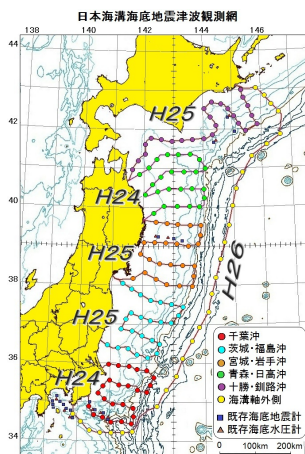 日本海溝海底地震津波観測網
138 140 142 144 146
44
42
40
38
36
34
H25
H24
H25
H26
H25
H24
千葉沖
茨城・福島沖
宮城・岩手沖
青森・日高沖
十勝・釧路沖
海溝軸外側
既存海底地震計
既存海底水圧計
0 100km 200km